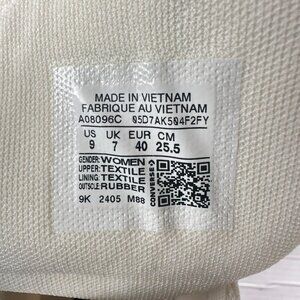 MADE IN VIETNAM
FABRIQUE AU VIETNAM
A08096C 05D7AK504F2FY
US UK EUR CM
9 7 40 25.5
GENDER: WOMEN
UPPER: TEXTILE
LINING: TEXTILE
OUTSOLE: RUBBER
CONVERSE
9K 2405 M88